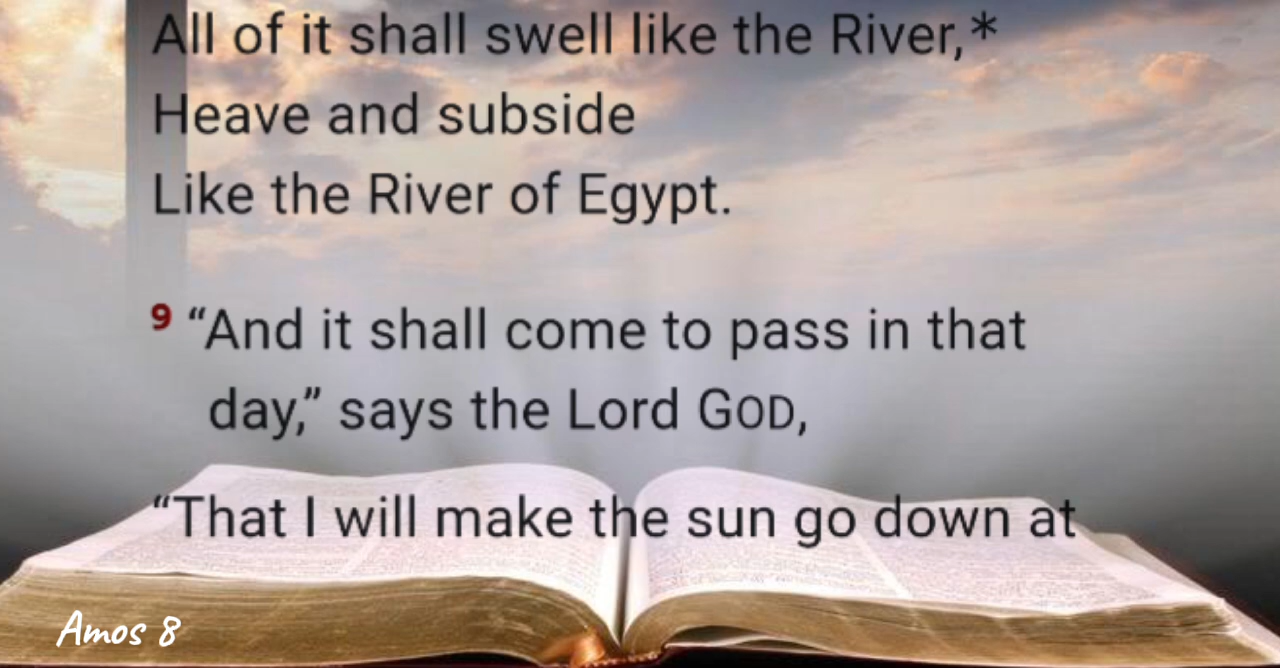 All of it shall swell like the River,*
Heave and subside
Like the River of Egypt.
9 “And it shall come to pass in that
day,” says the Lord GOD,
“That I will make the sun go down at
Amos 8